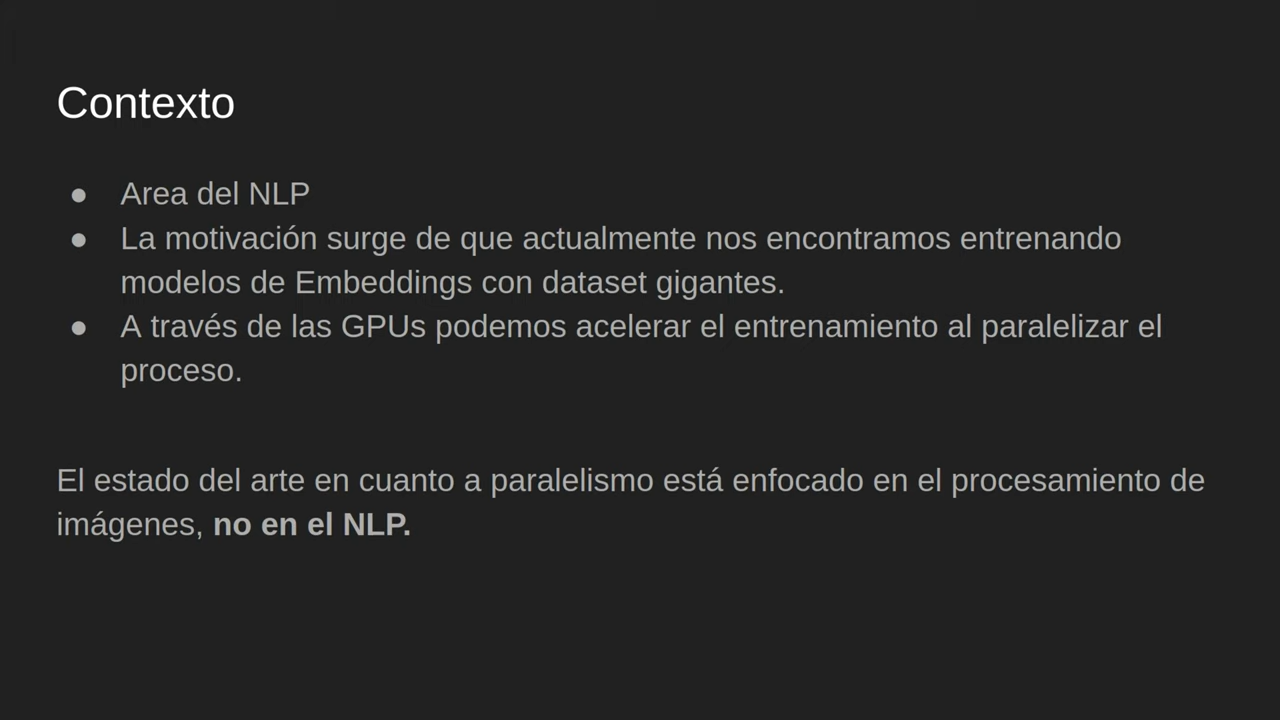 Contexto
● Area del NLP
● La motivación surge de que actualmente nos encontramos entrenando
modelos de Embeddings con dataset gigantes.
● A través de las GPUs podemos acelerar el entrenamiento al paralelizar el
proceso.
El estado del arte en cuanto a paralelismo está enfocado en el procesamiento de
imágenes, no en el NLP.